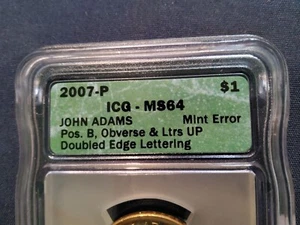 2007-P $1
ICG - MS64
JOHN ADAMS Mint Error
Pos. B, Obverse & Ltrs UP
Doubled Edge Lettering